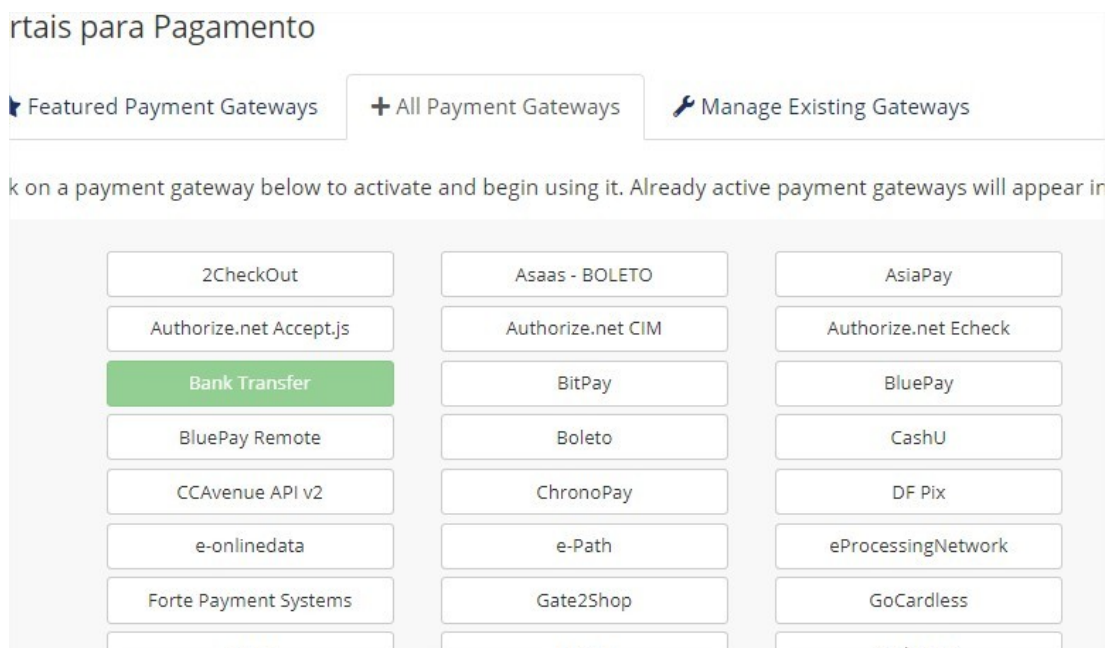 rtais para Pagamento
Featured Payment Gateways
All Payment Gateways
Manage Existing Gateways
k on a payment gateway below to activate and begin using it. Already active payment gateways will appear in
2CheckOut
Asaas - BOLETO
AsiaPay
Authorize.net Accept.js
Authorize.net CIM
Authorize.net Echeck
Bank Transfer
BitPay
BluePay
BluePay Remote
Boleto
CashU
CCAvenue API v2
ChronoPay
DF Pix
e-onlinedata
e-Path
eProcessingNetwork
Forte Payment Systems
Gate2Shop
GoCardless